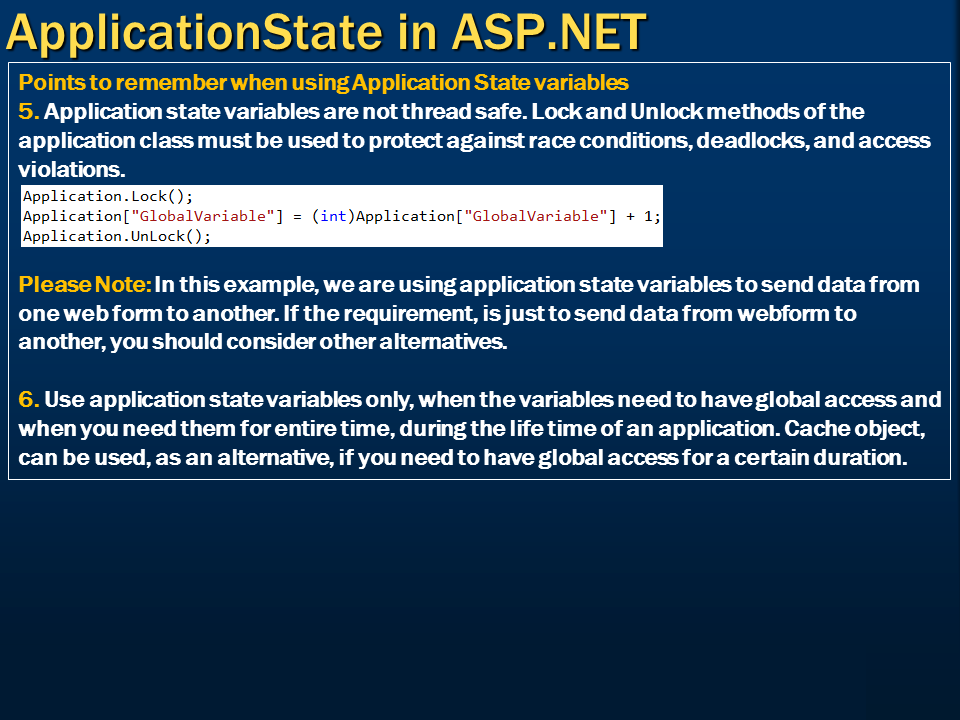 ApplicationState in ASP.NET
Points to remember when using Application State variables
5. Application state variables are not thread safe. Lock and Unlock methods of the
application class must be used to protect against race conditions, deadlocks, and access
violations.
Application.Lock();
Application["GlobalVariable"] = (int)Application["GlobalVariable"] + 1;
Application.UnLock();
Please Note: In this example, we are using application state variables to send data from
one web form to another. If the requirement, is just to send data from webform to
another, you should consider other alternatives.
6. Use application state variables only, when the variables need to have global access and
when you need them for entire time, during the life time of an application. Cache object,
can be used, as an alternative, if you need to have global access for a certain duration.